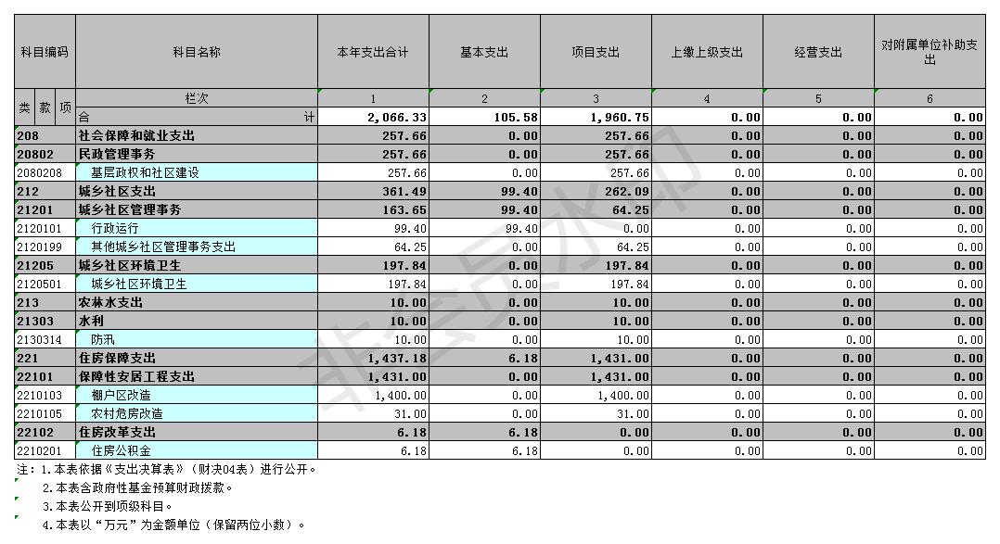 科目编码 科目名称 本年支出合计 基本支出 项目支出 上缴上级支出 经营支出 对附属单位补助支出
类 款 项 栏次 1 2 3 4 5 6
合 计 2,066.33 105.58 1,960.75 0.00 0.00 0.00
208 社会保障和就业支出 257.66 0.00 257.66 0.00 0.00 0.00
20802 民政管理事务 257.66 0.00 257.66 0.00 0.00 0.00
2080208 基层政权和社区建设 257.66 0.00 257.66 0.00 0.00 0.00
212 城乡社区支出 361.49 99.40 262.09 0.00 0.00 0.00
21201 城乡社区管理事务 163.65 99.40 64.25 0.00 0.00 0.00
2120101 行政运行 99.40 99.40 0.00 0.00 0.00 0.00
2120199 其他城乡社区管理事务支出 64.25 0.00 64.25 0.00 0.00 0.00
21205 城乡社区环境卫生 197.84 0.00 197.84 0.00 0.00 0.00
2120501 城乡社区环境卫生 197.84 0.00 197.84 0.00 0.00 0.00
213 农林水支出 10.00 0.00 10.00 0.00 0.00 0.00
21303 水利 10.00 0.00 10.00 0.00 0.00 0.00
2130314 防汛 10.00 0.00 10.00 0.00 0.00 0.00
221 住房保障支出 1,437.18 6.18 1,431.00 0.00 0.00 0.00
22101 保障性安居工程支出 1,431.00 0.00 1,431.00 0.00 0.00 0.00
2210103 棚户区改造 1,400.00 0.00 1,400.00 0.00 0.00 0.00
2210105 农村危房改造 31.00 0.00 31.00 0.00 0.00 0.00
22102 住房改革支出 6.18 6.18 0.00 0.00 0.00 0.00
2210201 住房公积金 6.18 6.18 0.00 0.00 0.00 0.00
注：1.本表依据《支出决算表》（财决04表）进行公开。
2.本表含政府性基金预算财政拨款。
3.本表公开到项级科目。
4.本表以“万元”为金额单位（保留两位小数）。
非会员水印